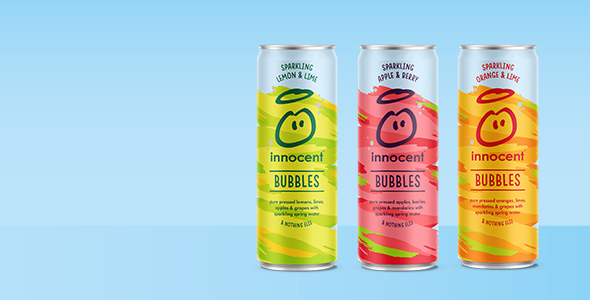 SPARKLING
LEMON & LIME
innocent
BUBBLES
pure pressed lemons, limes,
apples & grapes with
sparkling spring water
& NOTHING ELSE
SPARKLING
APPLE & BERRY
innocent
BUBBLES
pure pressed apples, berries,
grapes & mandarins with
sparkling spring water
& NOTHING ELSE
SPARKLING
ORANGE & LIME
innocent
BUBBLES
pure pressed oranges, limes,
mandarins & grapes with
sparkling spring water
& NOTHING ELSE